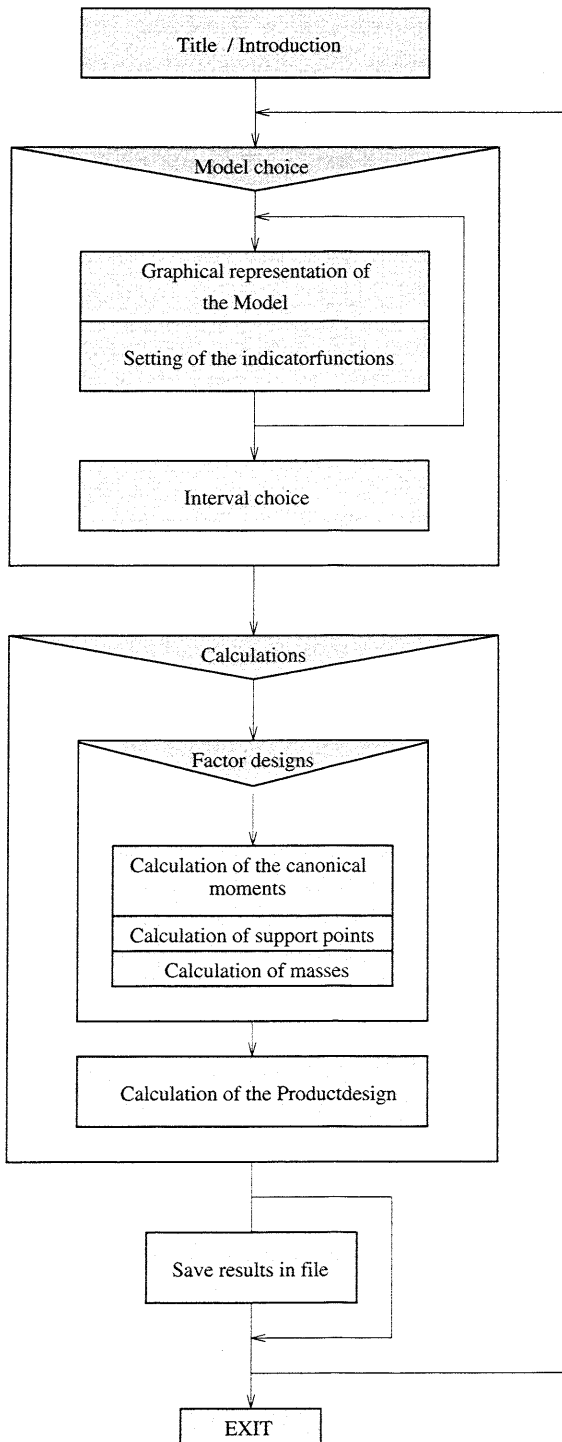 Title / Introduction
Model choice
Graphical representation of
the Model
Setting of the indicatorfunctions
Interval choice
Calculations
Factor designs
Calculation of the canonical
moments
Calculation of support points
Calculation of masses
Calculation of the Productdesign
Save results in file
EXIT